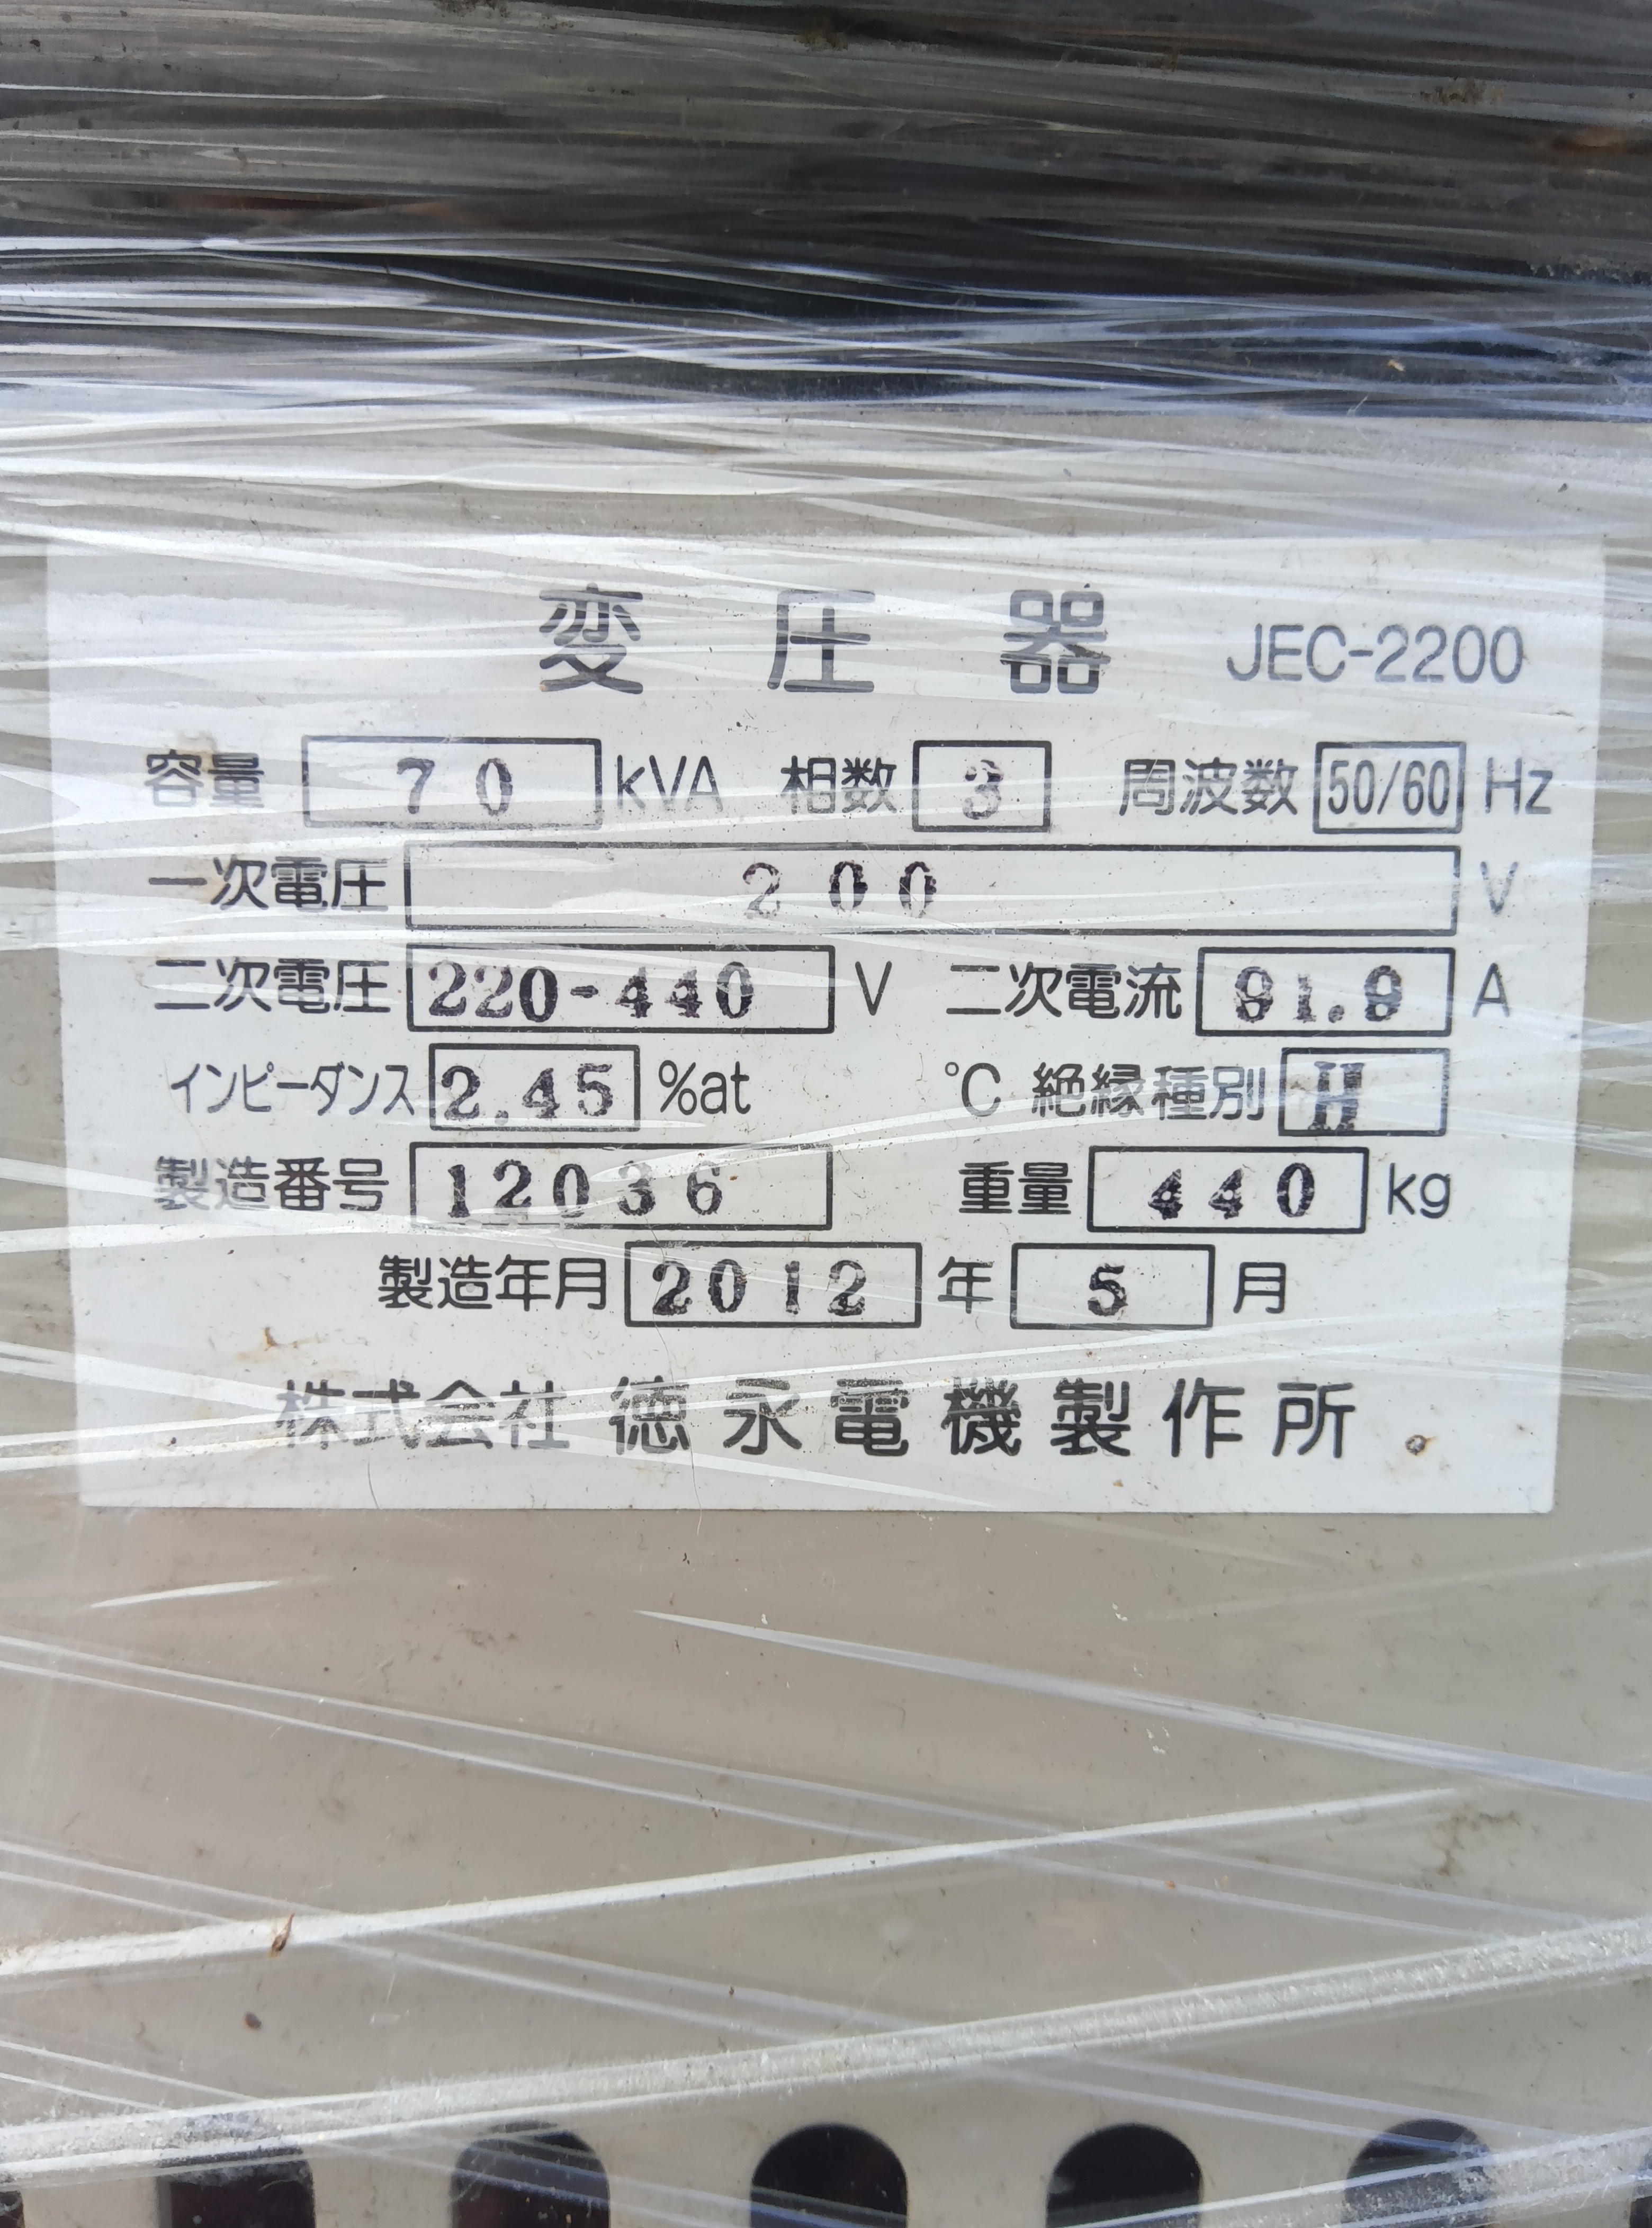 変圧器 JEC-2200
容量 70 kVA 相数 3 周波数 50/60 Hz
一次電圧 200 V
二次電圧 220-440 V 二次電流 91.9 A
インピーダンス 2.45 %at ℃ 絶縁種別 H
製造番号 12036 重量 440 kg
製造年月 2012 年 5 月
株式会社 徳永電機製作所